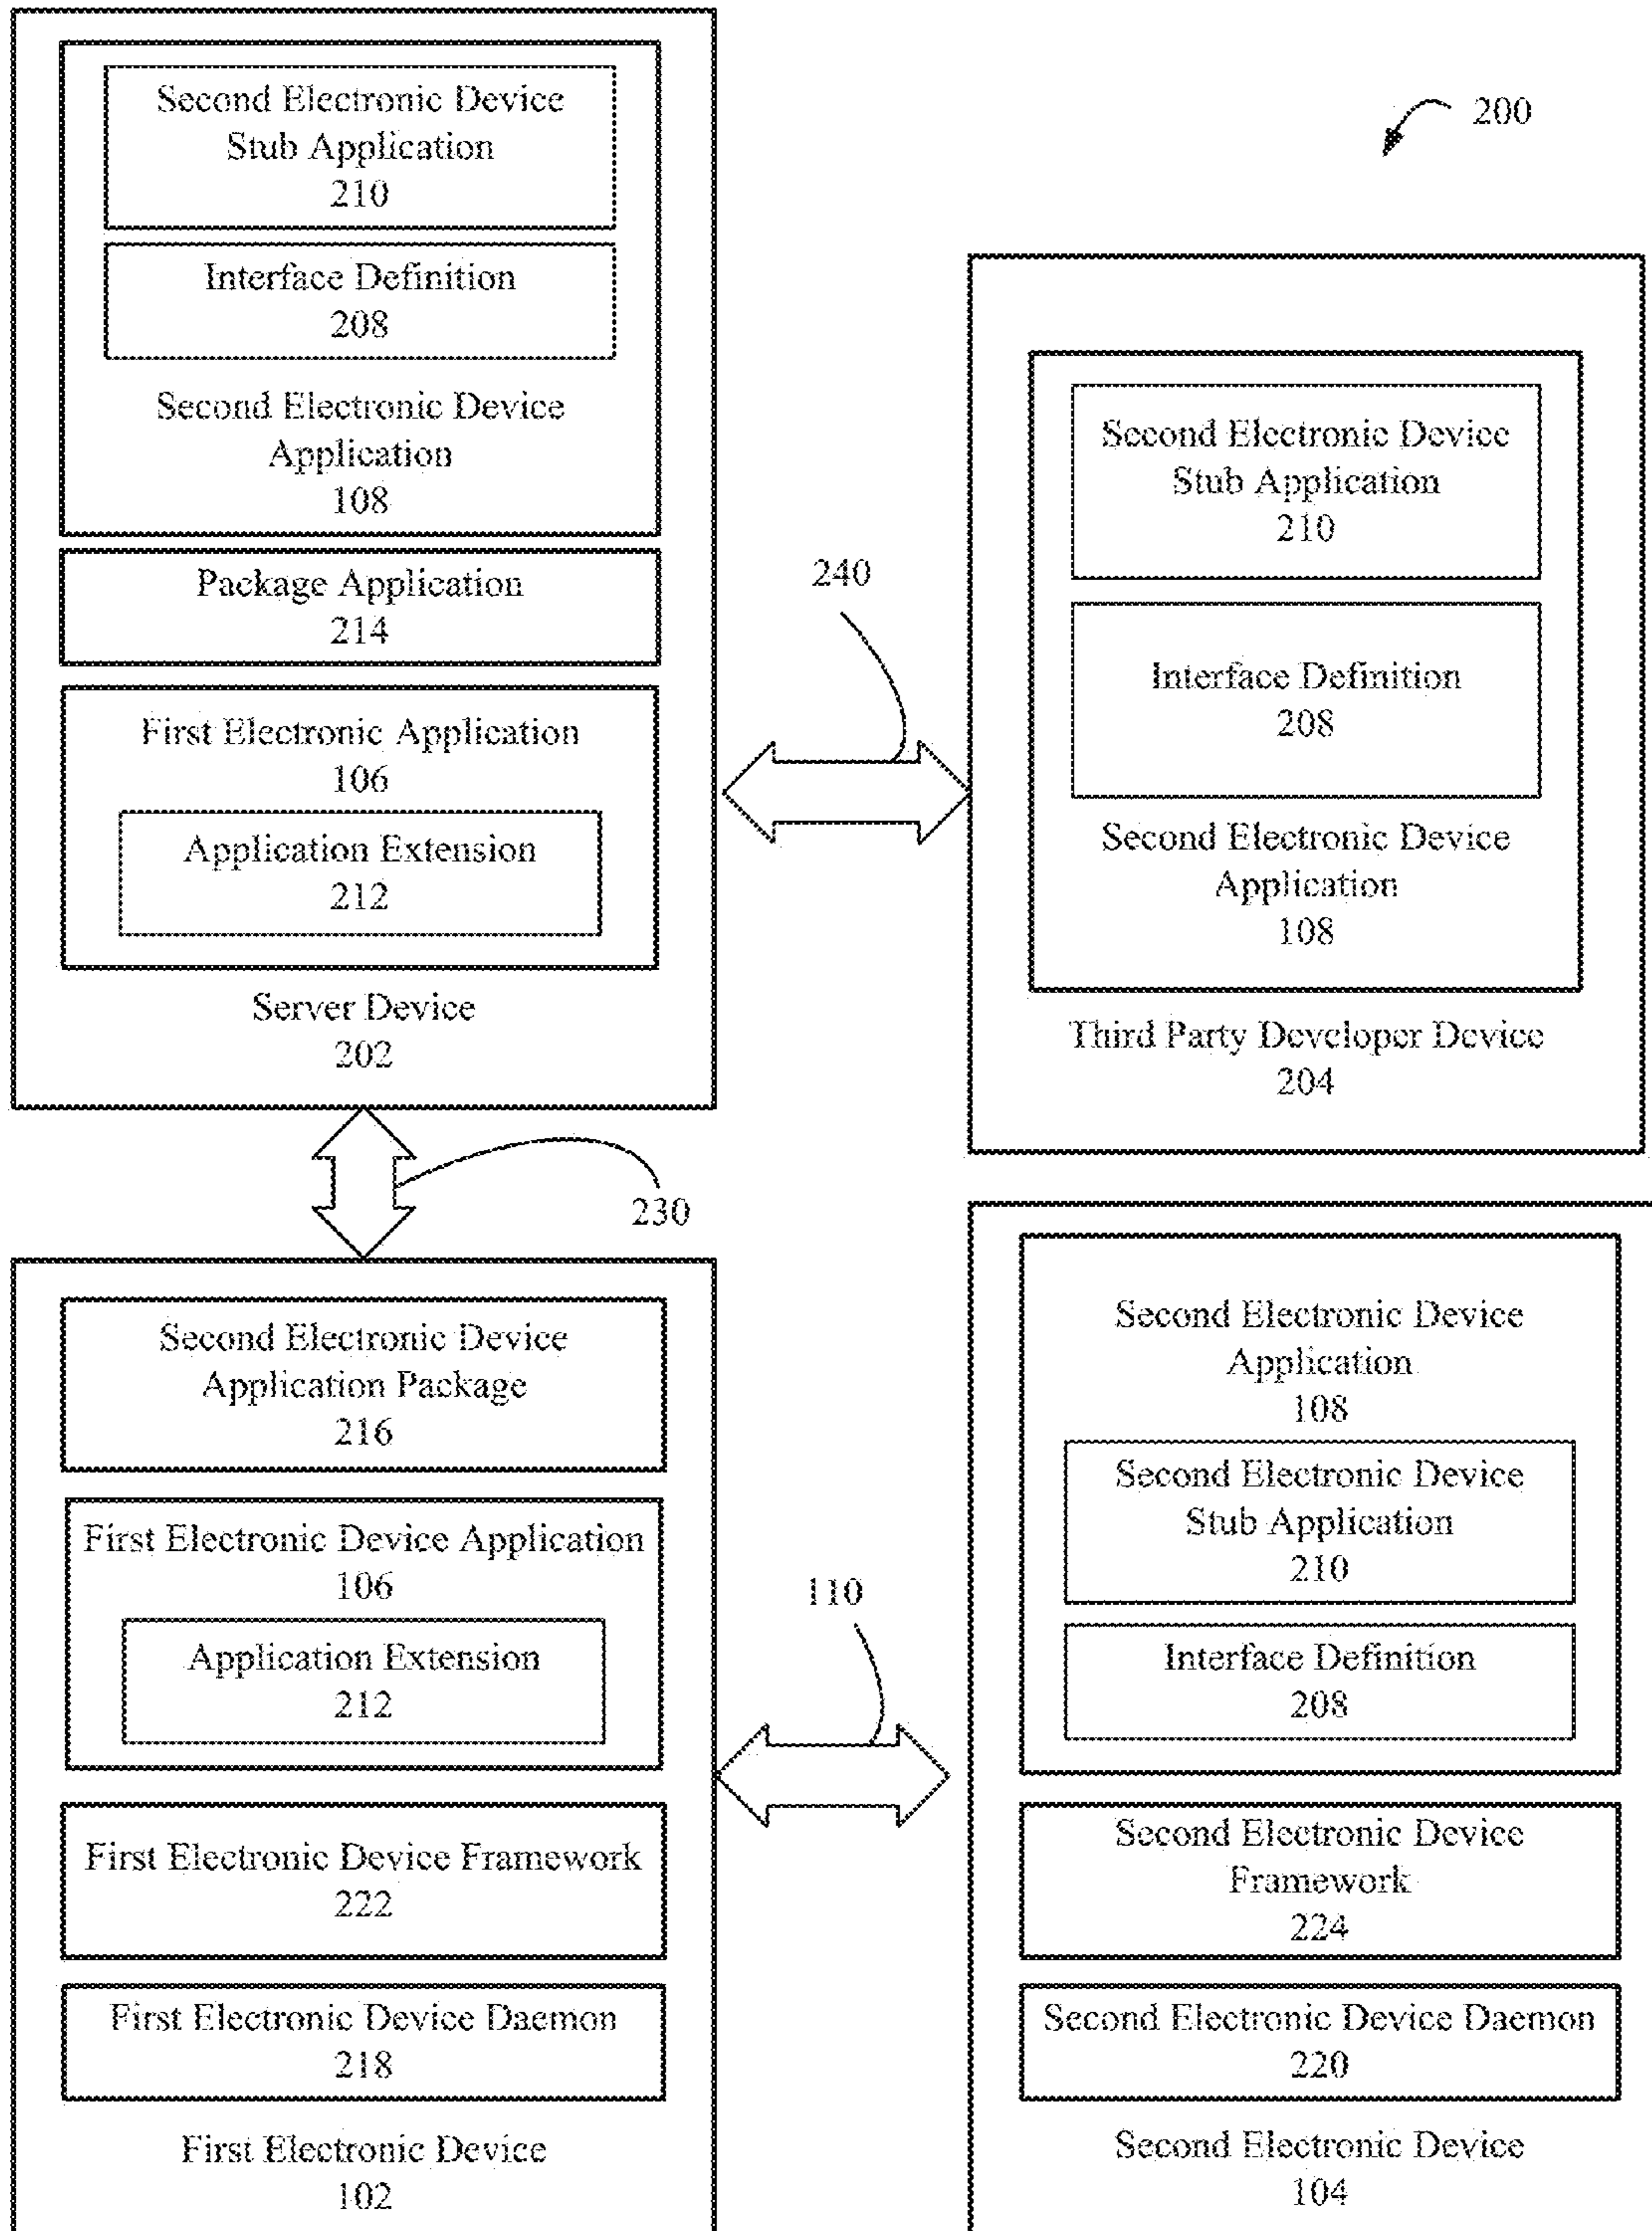 Second Electronic Device
Stub Application
210
Interface Definition
208
Second Electronic Device
Application
108
Package Application
214
First Electronic Application
106
Application Extension
212
Server Device
202
200
240
Second Electronic Device
Stub Application
210
Interface Definition
208
Second Electronic Device
Application
108
Third Party Developer Device
204
230
Second Electronic Device
Application Package
216
First Electronic Device Application
106
Application Extension
212
First Electronic Device Framework
222
First Electronic Device Daemon
218
First Electronic Device
102
110
Second Electronic Device
Application
108
Second Electronic Device
Stub Application
210
Interface Definition
208
Second Electronic Device
Framework
224
Second Electronic Device Daemon
220
Second Electronic Device
104